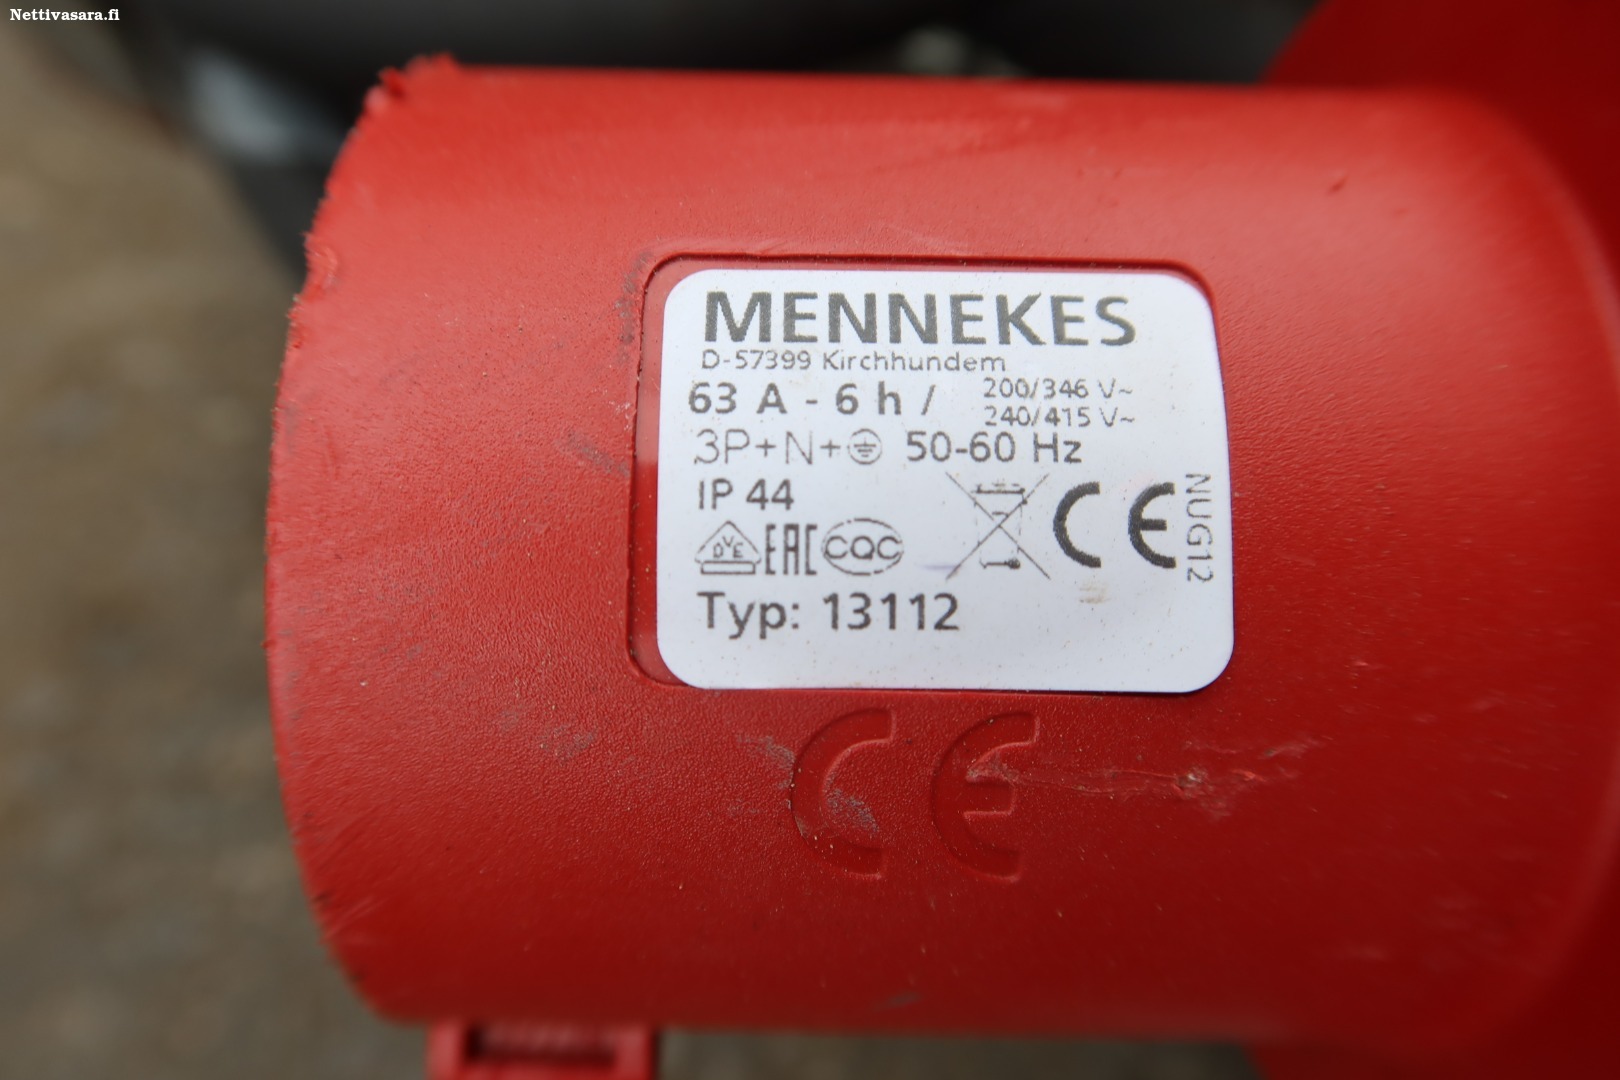 Nettivasara.fi
MENNEKES
D-57399 Kirchhundem
63 A - 6 h / 200/346 V~
240/415 V~
3P+N+⏚ 50-60 Hz
IP 44
DVE EAC CQC CE
NUG12
Typ: 13112
CE